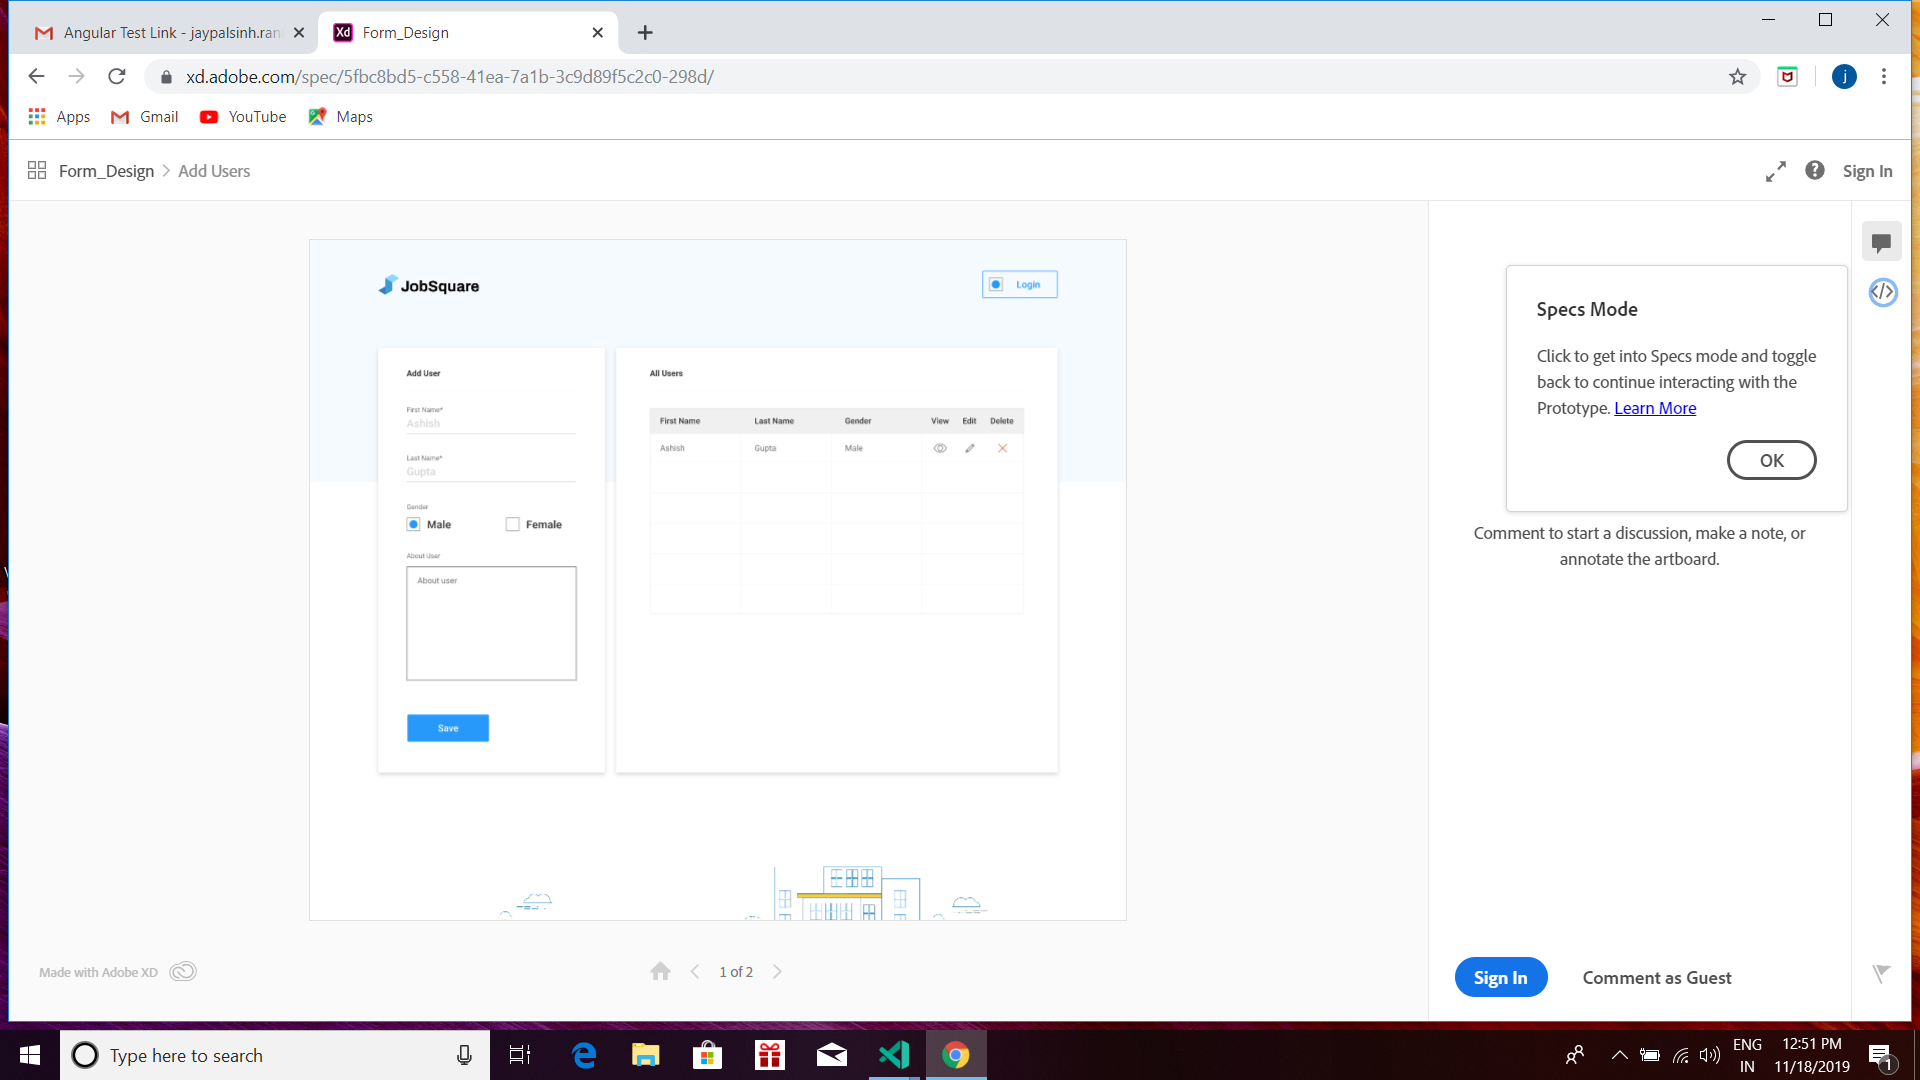 Angular Test Link - jaypalsinh.ran
Xd Form_Design
xd.adobe.com/spec/5fbc8bd5-c558-41ea-7a1b-3c9d89f5c2c0-298d/
j
Apps Gmail YouTube Maps
Form_Design > Add Users
Sign In
JobSquare
Login
Specs Mode
Click to get into Specs mode and toggle
back to continue interacting with the
Prototype. Learn More
OK
Comment to start a discussion, make a note, or
annotate the artboard.
Add User
First Name*
Ashish
Last Name*
Gupta
Gender
Male Female
About User
About user
Save
All Users
First Name Last Name Gender View Edit Delete
Ashish Gupta Male
Made with Adobe XD
1 of 2
Sign In Comment as Guest
Type here to search
ENG
IN
12:51 PM
11/18/2019
1